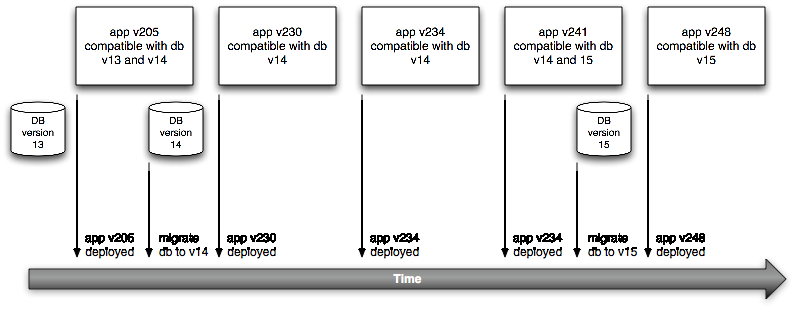 app v205
compatible with db
v13 and v14
app v230
compatible with db
v14
app v234
compatible with db
v14
app v241
compatible with db
v14 and 15
app v248
compatible with db
v15
DB
version
13
DB
version
14
DB
version
15
app v205
deployed
migrate
db to v14
app v230
deployed
app v234
deployed
app v234
deployed
migrate
db to v15
app v248
deployed
Time